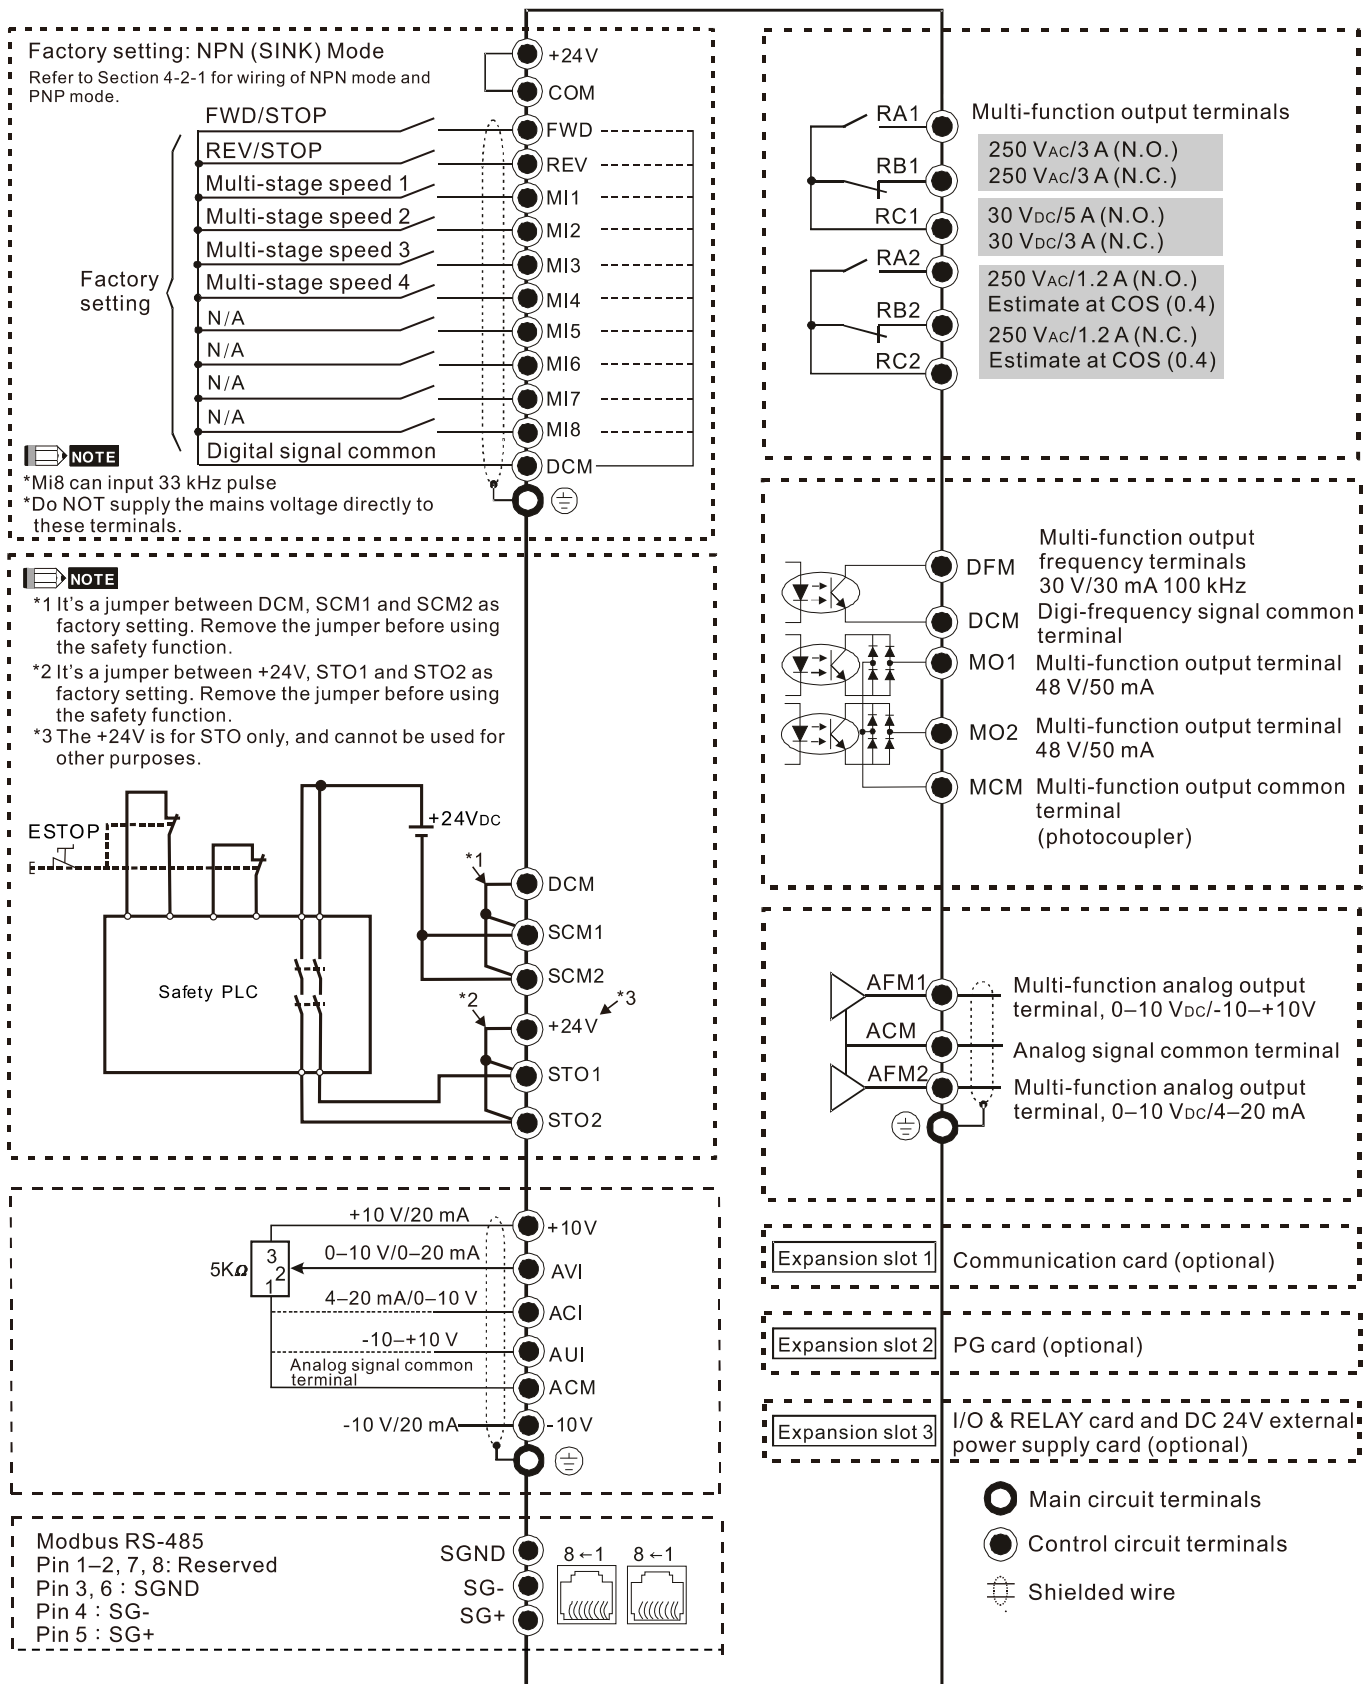 Factory setting: NPN (SINK) Mode
Refer to Section 4-2-1 for wiring of NPN mode and
PNP mode.
+24V
COM
FWD/STOP
FWD
REV/STOP
REV
Multi-stage speed 1
MI1
Multi-stage speed 2
MI2
Multi-stage speed 3
MI3
Multi-stage speed 4
MI4
Factory
setting
N/A
MI5
N/A
MI6
N/A
MI7
N/A
MI8
Digital signal common
DCM
NOTE
*Mi8 can input 33 kHz pulse
*Do NOT supply the mains voltage directly to
these terminals.
NOTE
*1 It's a jumper between DCM, SCM1 and SCM2 as
factory setting. Remove the jumper before using
the safety function.
*2 It's a jumper between +24V, STO1 and STO2 as
factory setting. Remove the jumper before using
the safety function.
*3 The +24V is for STO only, and cannot be used for
other purposes.
ESTOP
+24VDC
Safety PLC
*1
DCM
SCM1
SCM2
*2
*3
+24V
STO1
STO2
+10 V/20 mA
+10V
5KΩ
3
2
1
0–10 V/0–20 mA
AVI
4–20 mA/0–10 V
ACI
-10–+10 V
AUI
Analog signal common
terminal
ACM
-10 V/20 mA
-10V
Modbus RS-485
Pin 1–2, 7, 8: Reserved
Pin 3, 6 : SGND
Pin 4 : SG-
Pin 5 : SG+
SGND
SG-
SG+
8←1
8←1
RA1
RB1
RC1
RA2
RB2
RC2
Multi-function output terminals
250 VAC/3 A (N.O.)
250 VAC/3 A (N.C.)
30 VDC/5 A (N.O.)
30 VDC/3 A (N.C.)
250 VAC/1.2 A (N.O.)
Estimate at COS (0.4)
250 VAC/1.2 A (N.C.)
Estimate at COS (0.4)
DFM
Multi-function output
frequency terminals
30 V/30 mA 100 kHz
DCM
Digi-frequency signal common
terminal
MO1
Multi-function output terminal
48 V/50 mA
MO2
Multi-function output terminal
48 V/50 mA
MCM
Multi-function output common
terminal
(photocoupler)
AFM1
Multi-function analog output
terminal, 0–10 VDC/-10–+10V
ACM
Analog signal common terminal
AFM2
Multi-function analog output
terminal, 0–10 VDC/4–20 mA
Expansion slot 1
Communication card (optional)
Expansion slot 2
PG card (optional)
Expansion slot 3
I/O & RELAY card and DC 24V external
power supply card (optional)
Main circuit terminals
Control circuit terminals
Shielded wire